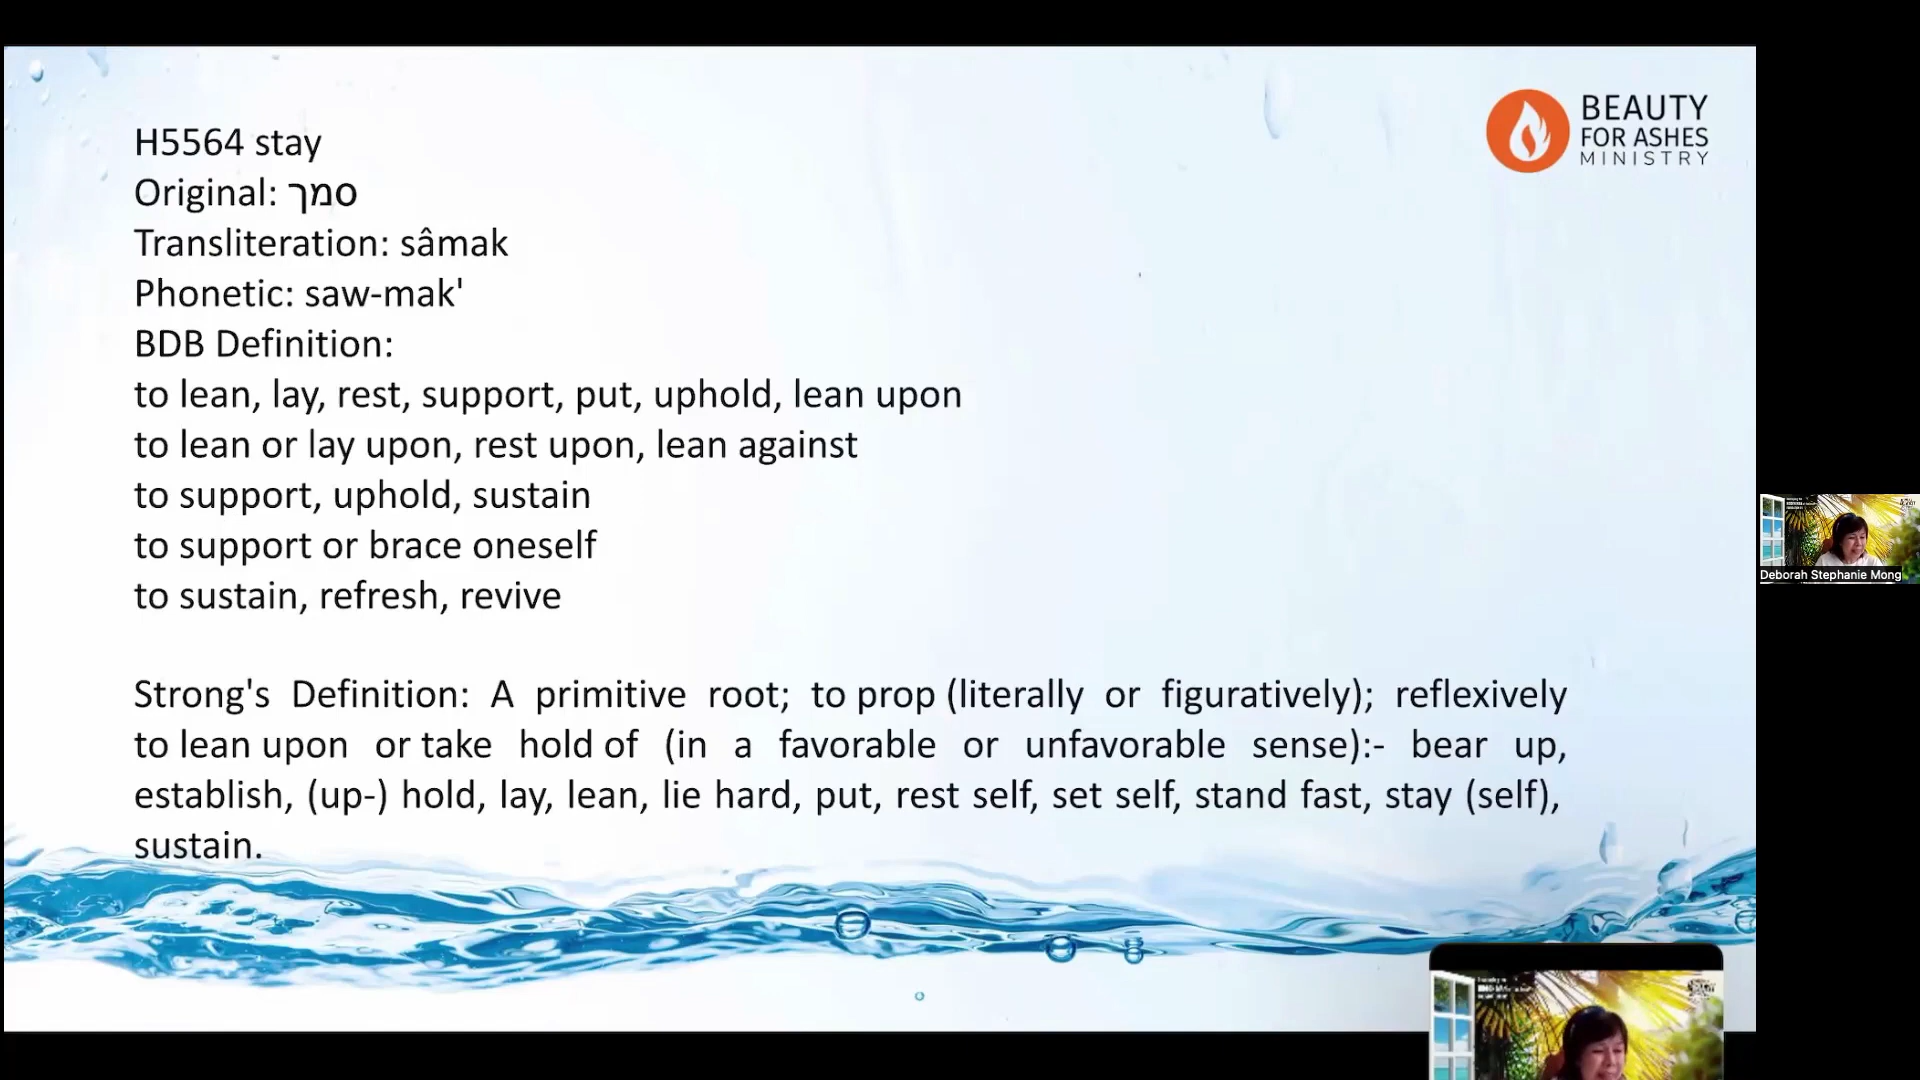 BEAUTY
FOR ASHES
MINISTRY
H5564 stay
Original: סמך
Transliteration: sâmak
Phonetic: saw-mak'
BDB Definition:
to lean, lay, rest, support, put, uphold, lean upon
to lean or lay upon, rest upon, lean against
to support, uphold, sustain
to support or brace oneself
to sustain, refresh, revive
Strong's Definition: A primitive root; to prop (literally or figuratively); reflexively
to lean upon or take hold of (in a favorable or unfavorable sense):- bear up,
establish, (up-) hold, lay, lean, lie hard, put, rest self, set self, stand fast, stay (self),
sustain.
Deborah Stephanie Mong